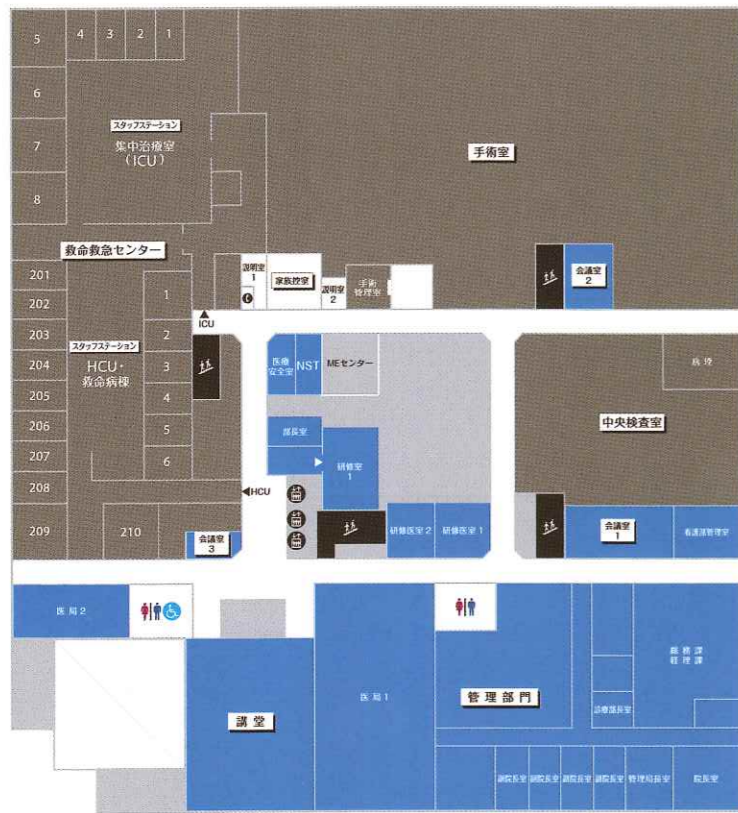 5
4
3
2
1
6
スタッフステーション
集中治療室
(ICU)
7
手術室
8
救命救急センター
201
1
説明室
1
家族控室
説明室
2
手術
管理室
会議室
2
202
ICU
203
2
スタッフステーション
医療
安全室
NST
MEセンター
病理
204
HCU・
救命病棟
3
205
4
206
5
部長室
中央検査室
207
6
研修室
1
208
HCU
209
210
会議室
3
研修医室2
研修医室1
会議室
1
看護部管理室
医局2
総務課
経理課
医局1
管理部門
講堂
診療部長室
副院長室
副院長室
副院長室
副院長室
管理局長室
院長室